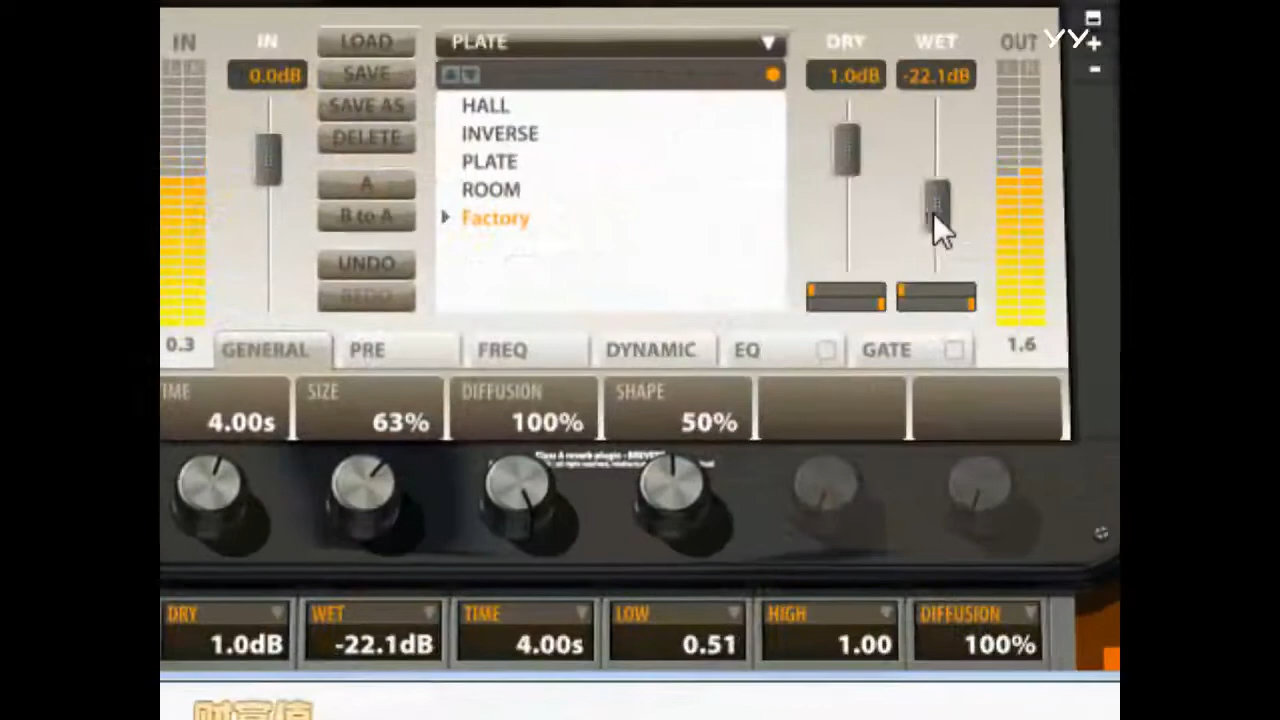 yy
IN
IN
LOAD
PLATE
DRY
WET
OUT
0.0dB
SAVE
1.0dB
-22.1dB
SAVE AS
HALL
DELETE
INVERSE
PLATE
A
ROOM
B to A
Factory
UNDO
REDO
0.3
GENERAL
PRE
FREQ
DYNAMIC
EQ
GATE
1.6
IME
SIZE
DIFFUSION
SHAPE
4.00s
63%
100%
50%
DRY
WET
TIME
LOW
HIGH
DIFFUSION
1.0dB
-22.1dB
4.00s
0.51
1.00
100%